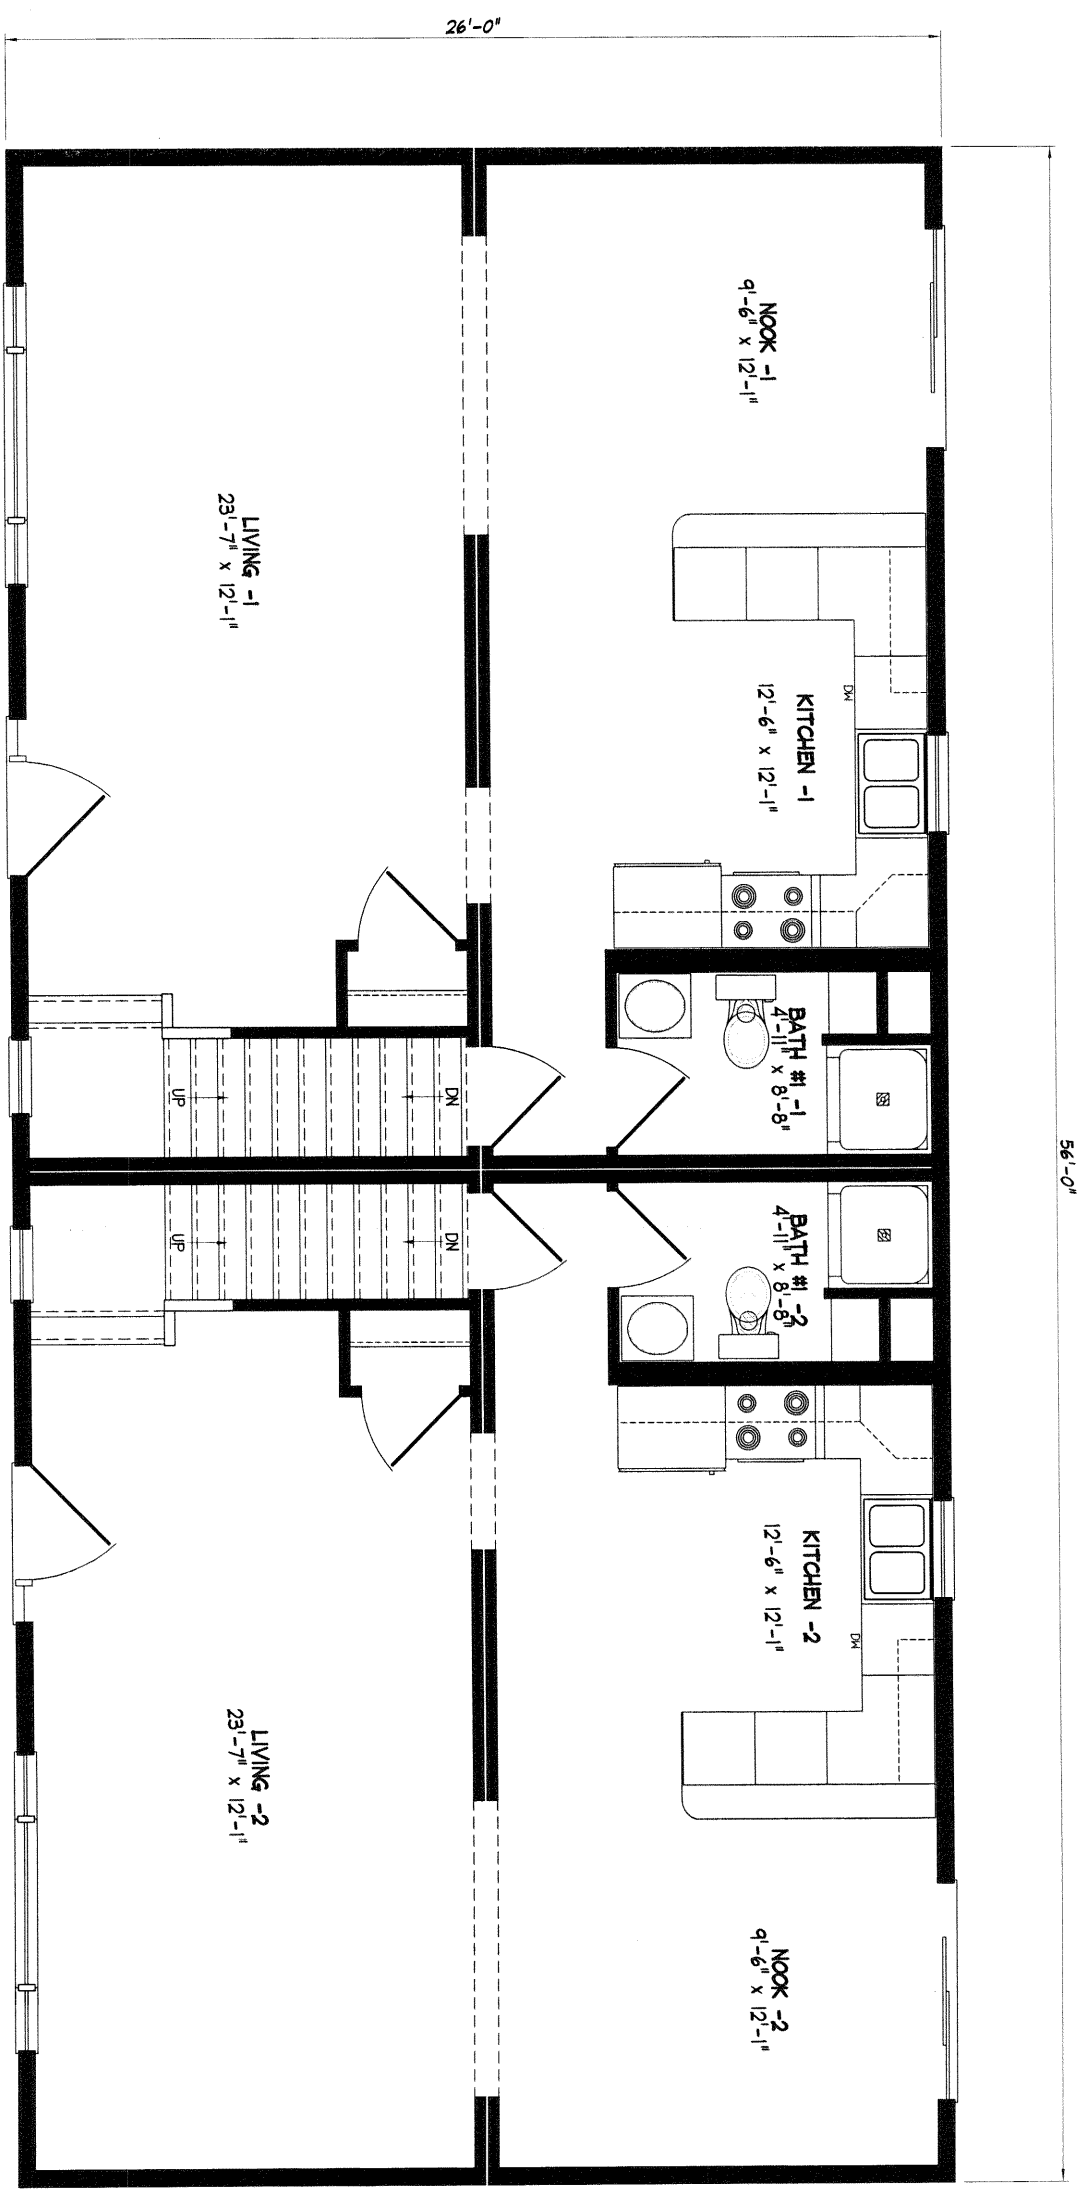 26'-0"
56'-0"
NOOK -1
9'-6" x 12'-1"
LIVING -1
23'-7" x 12'-1"
KITCHEN -1
12'-6" x 12'-1"
DW
BATH #1 -1
4'-11" x 8'-8"
UP
DN
UP
DN
BATH #1 -2
4'-11" x 8'-8"
KITCHEN -2
12'-6" x 12'-1"
DW
LIVING -2
23'-7" x 12'-1"
NOOK -2
9'-6" x 12'-1"